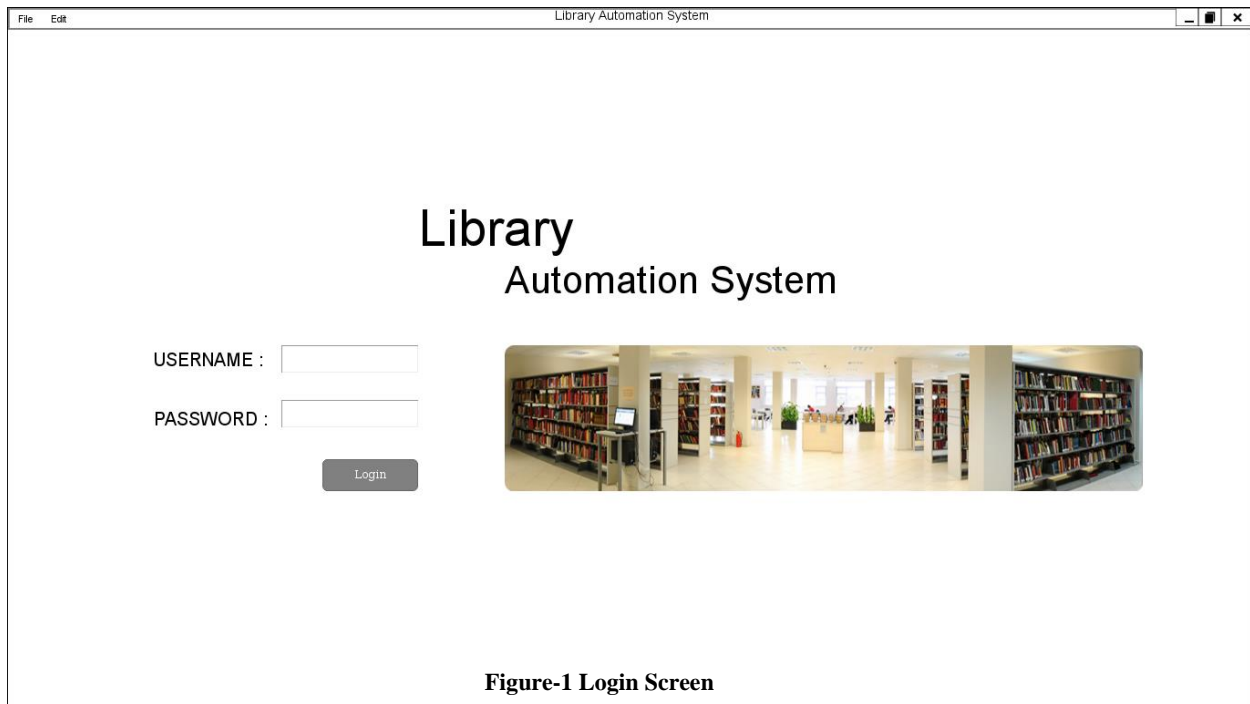 File Edit Library Automation System
Library
Automation System
USERNAME :
PASSWORD :
Login
Figure-1 Login Screen